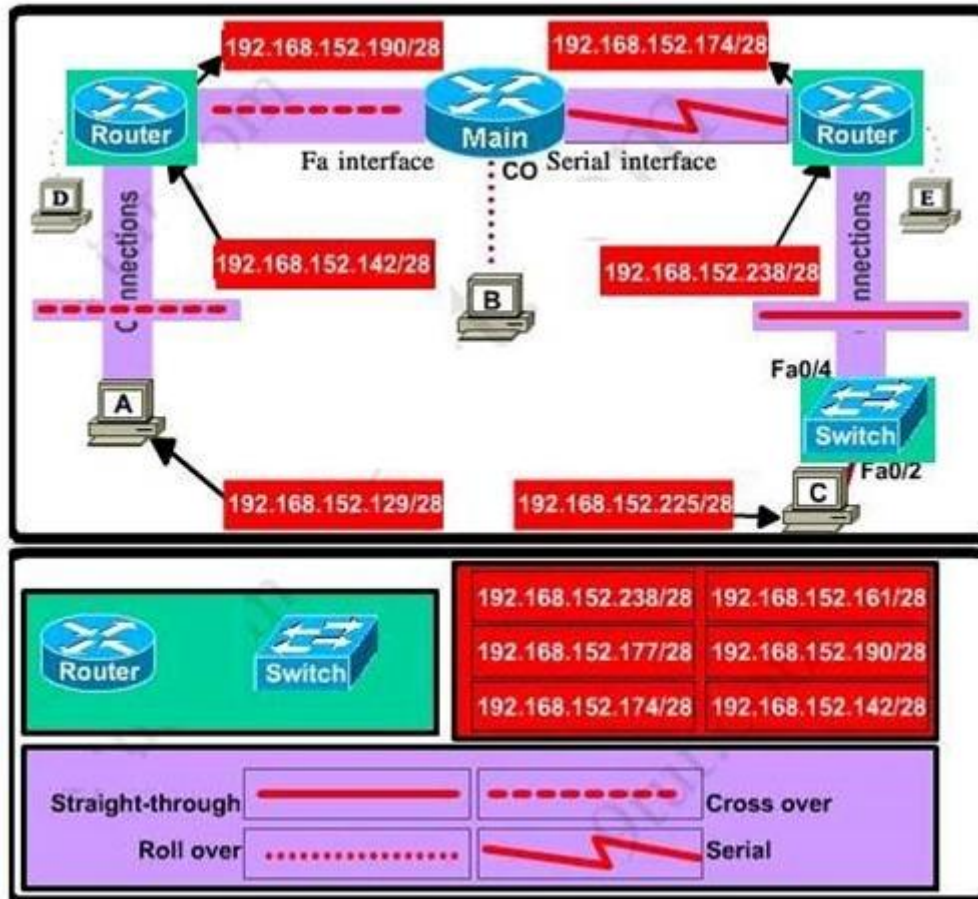 192.168.152.190/28
192.168.152.174/28
Router
Main
Router
Fa interface
Serial interface
CO
D
E
192.168.152.142/28
192.168.152.238/28
B
nnections
nnections
A
Fa0/4
Switch
Fa0/2
C
192.168.152.129/28
192.168.152.225/28
192.168.152.238/28
192.168.152.161/28
Router
Switch
192.168.152.177/28
192.168.152.190/28
192.168.152.174/28
192.168.152.142/28
Straight-through
Cross over
Roll over
Serial